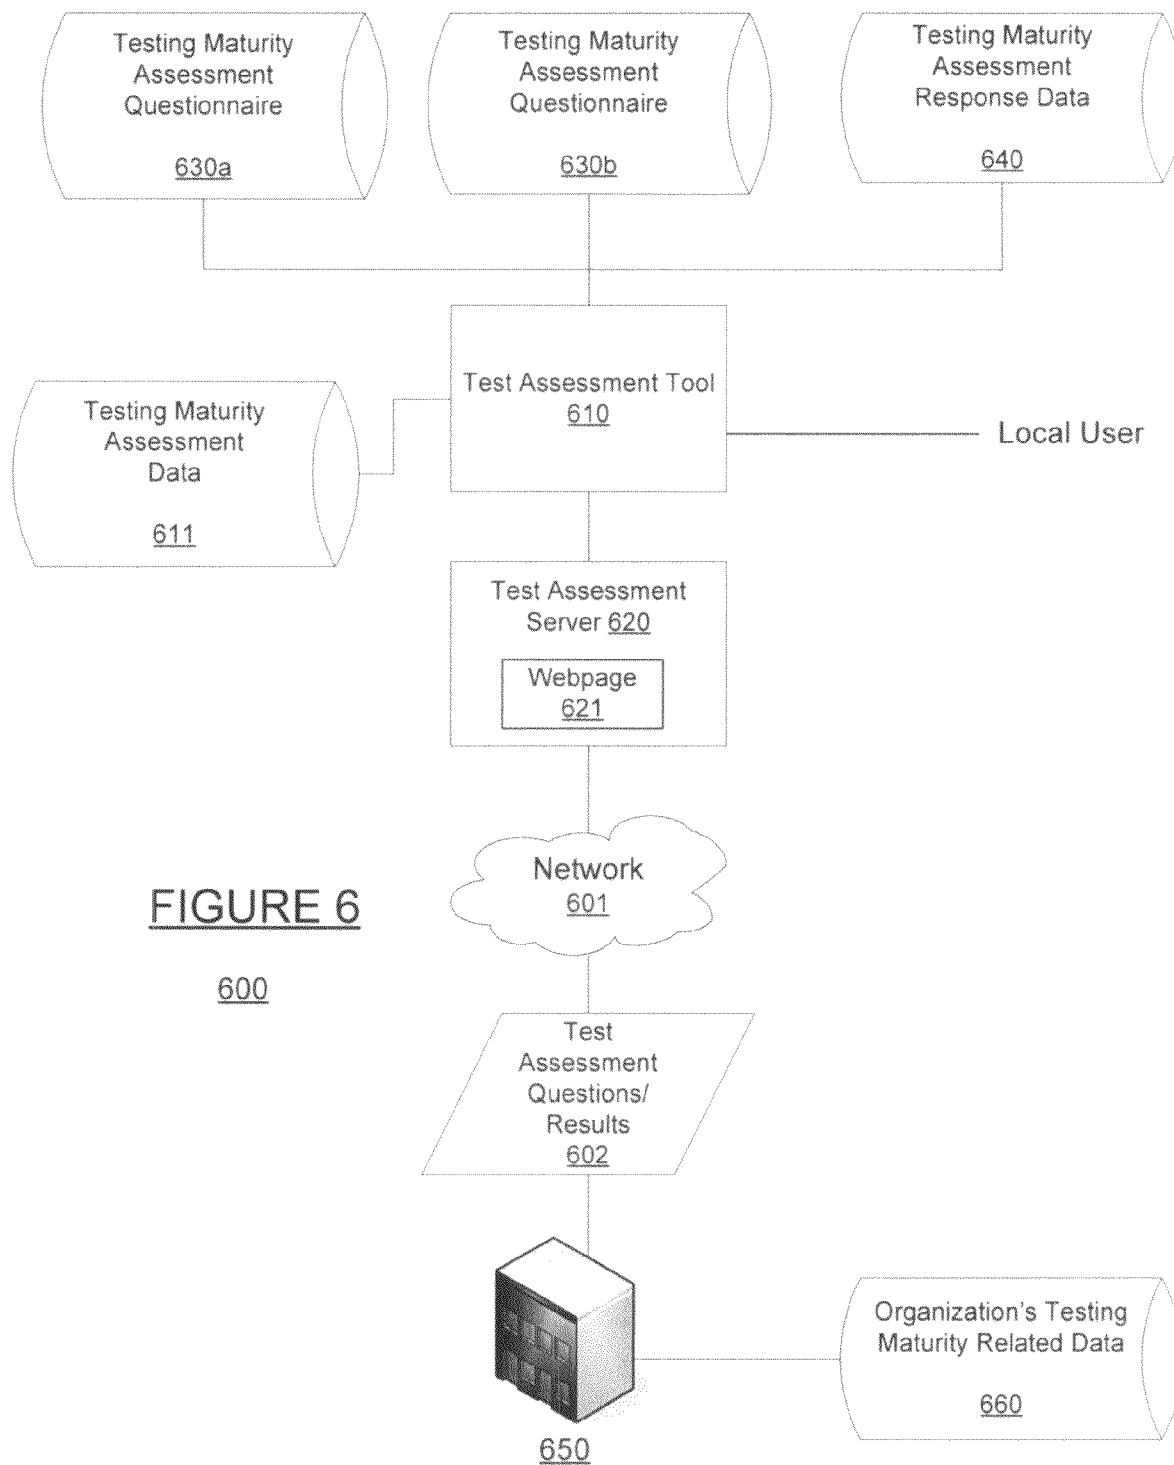 Testing Maturity
Assessment
Questionnaire
630a
Testing Maturity
Assessment
Questionnaire
630b
Testing Maturity
Assessment
Response Data
640
Test Assessment Tool
610
Local User
Testing Maturity
Assessment
Data
611
Test Assessment
Server 620
Webpage
621
Network
601
FIGURE 6
600
Test
Assessment
Questions/
Results
602
650
Organization's Testing
Maturity Related Data
660